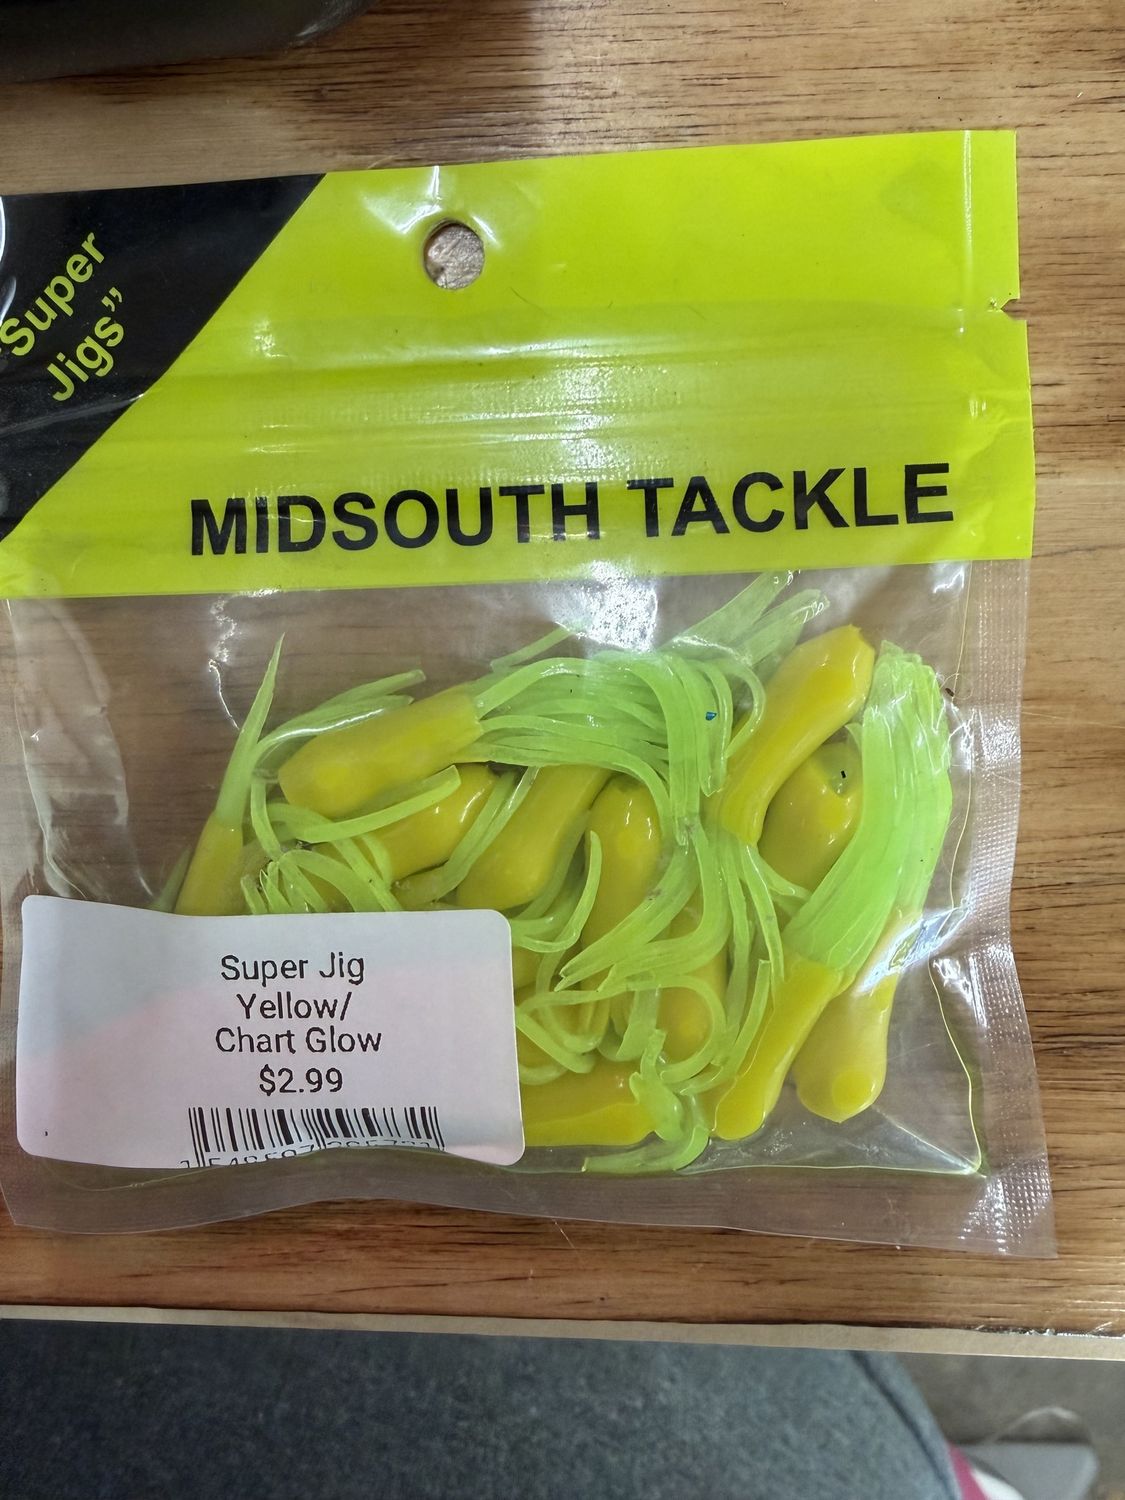 "Super
Jigs”
MIDSOUTH TACKLE
Super Jig
Yellow/
Chart Glow
$2.99